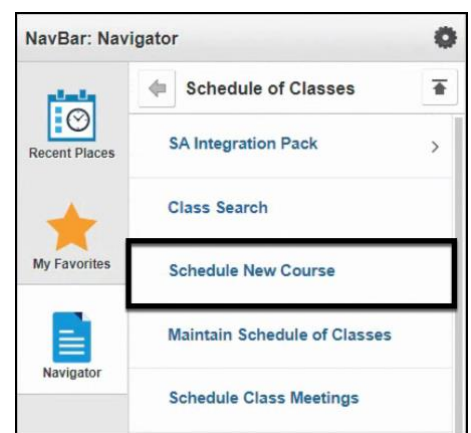 NavBar: Navigator
Schedule of Classes
Recent Places
SA Integration Pack
Class Search
My Favorites
Schedule New Course
Maintain Schedule of Classes
Navigator
Schedule Class Meetings